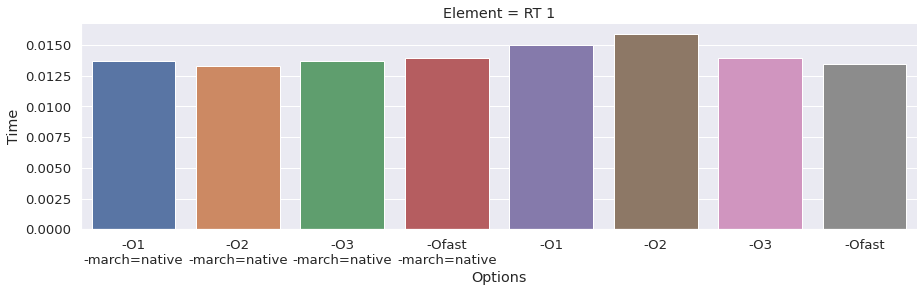 Element = RT 1
Time
0.0150
0.0125
0.0100
0.0075
0.0050
0.0025
0.0000
-O1 -O2 -O3 -Ofast -O1 -O2 -O3 -Ofast
-march=native -march=native -march=native -march=native
Options